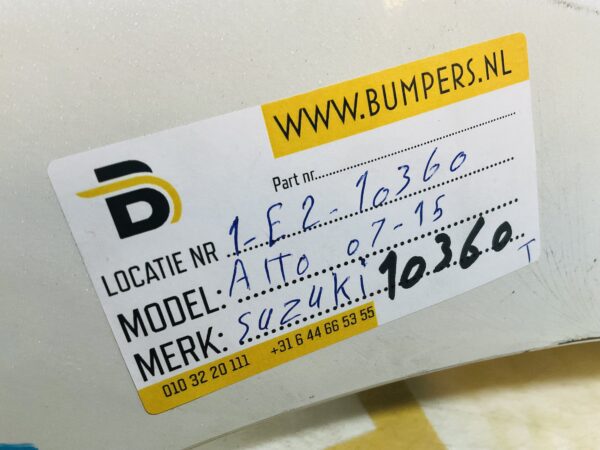 WWW.BUMPERS.NL
Part nr.
LOCATIE NR 1-E2-10360
MODEL: Alto 07-15
MERK: Suzuki 10360 T
010 32 20 111 +31 6 44 66 53 55